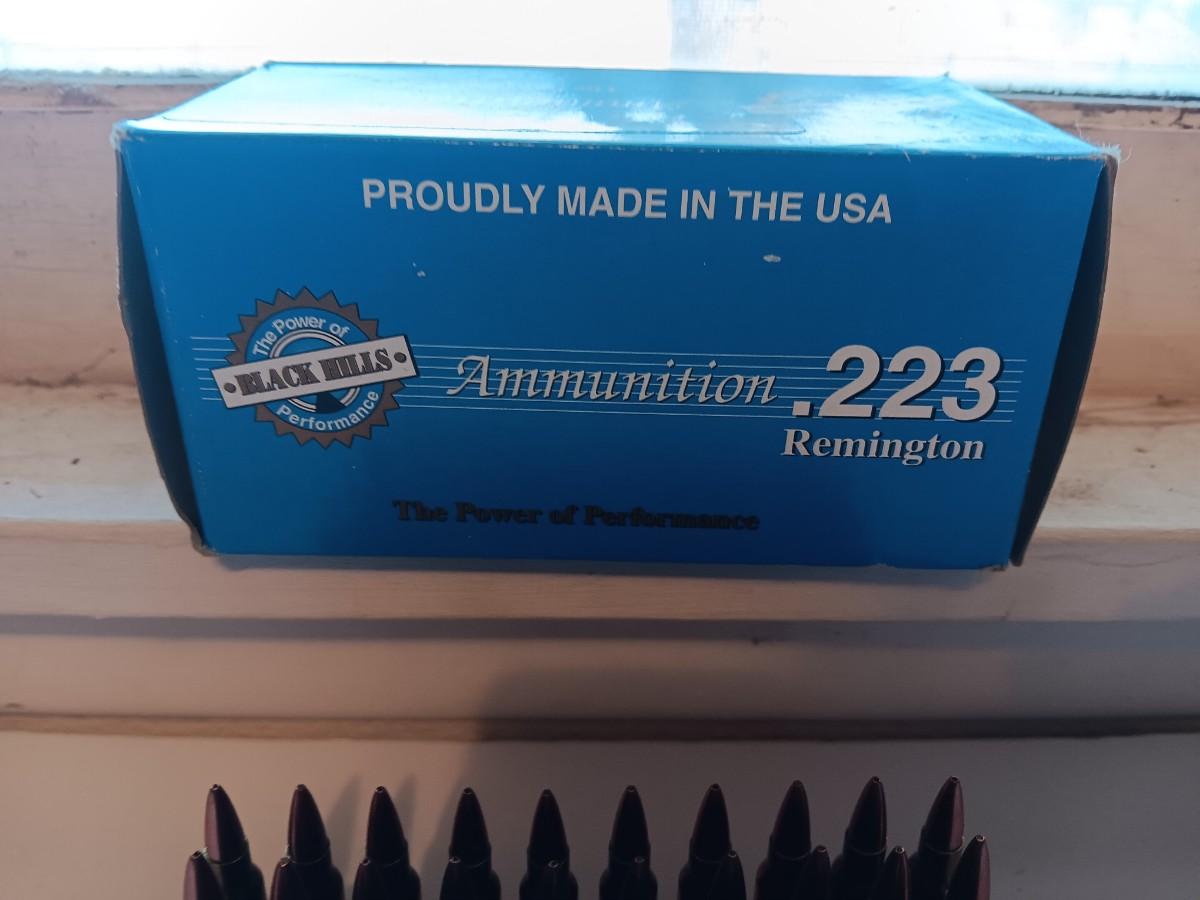 PROUDLY MADE IN THE USA
The Power of
BLACK HILLS
Performance
Ammunition .223
Remington
The Power of Performance